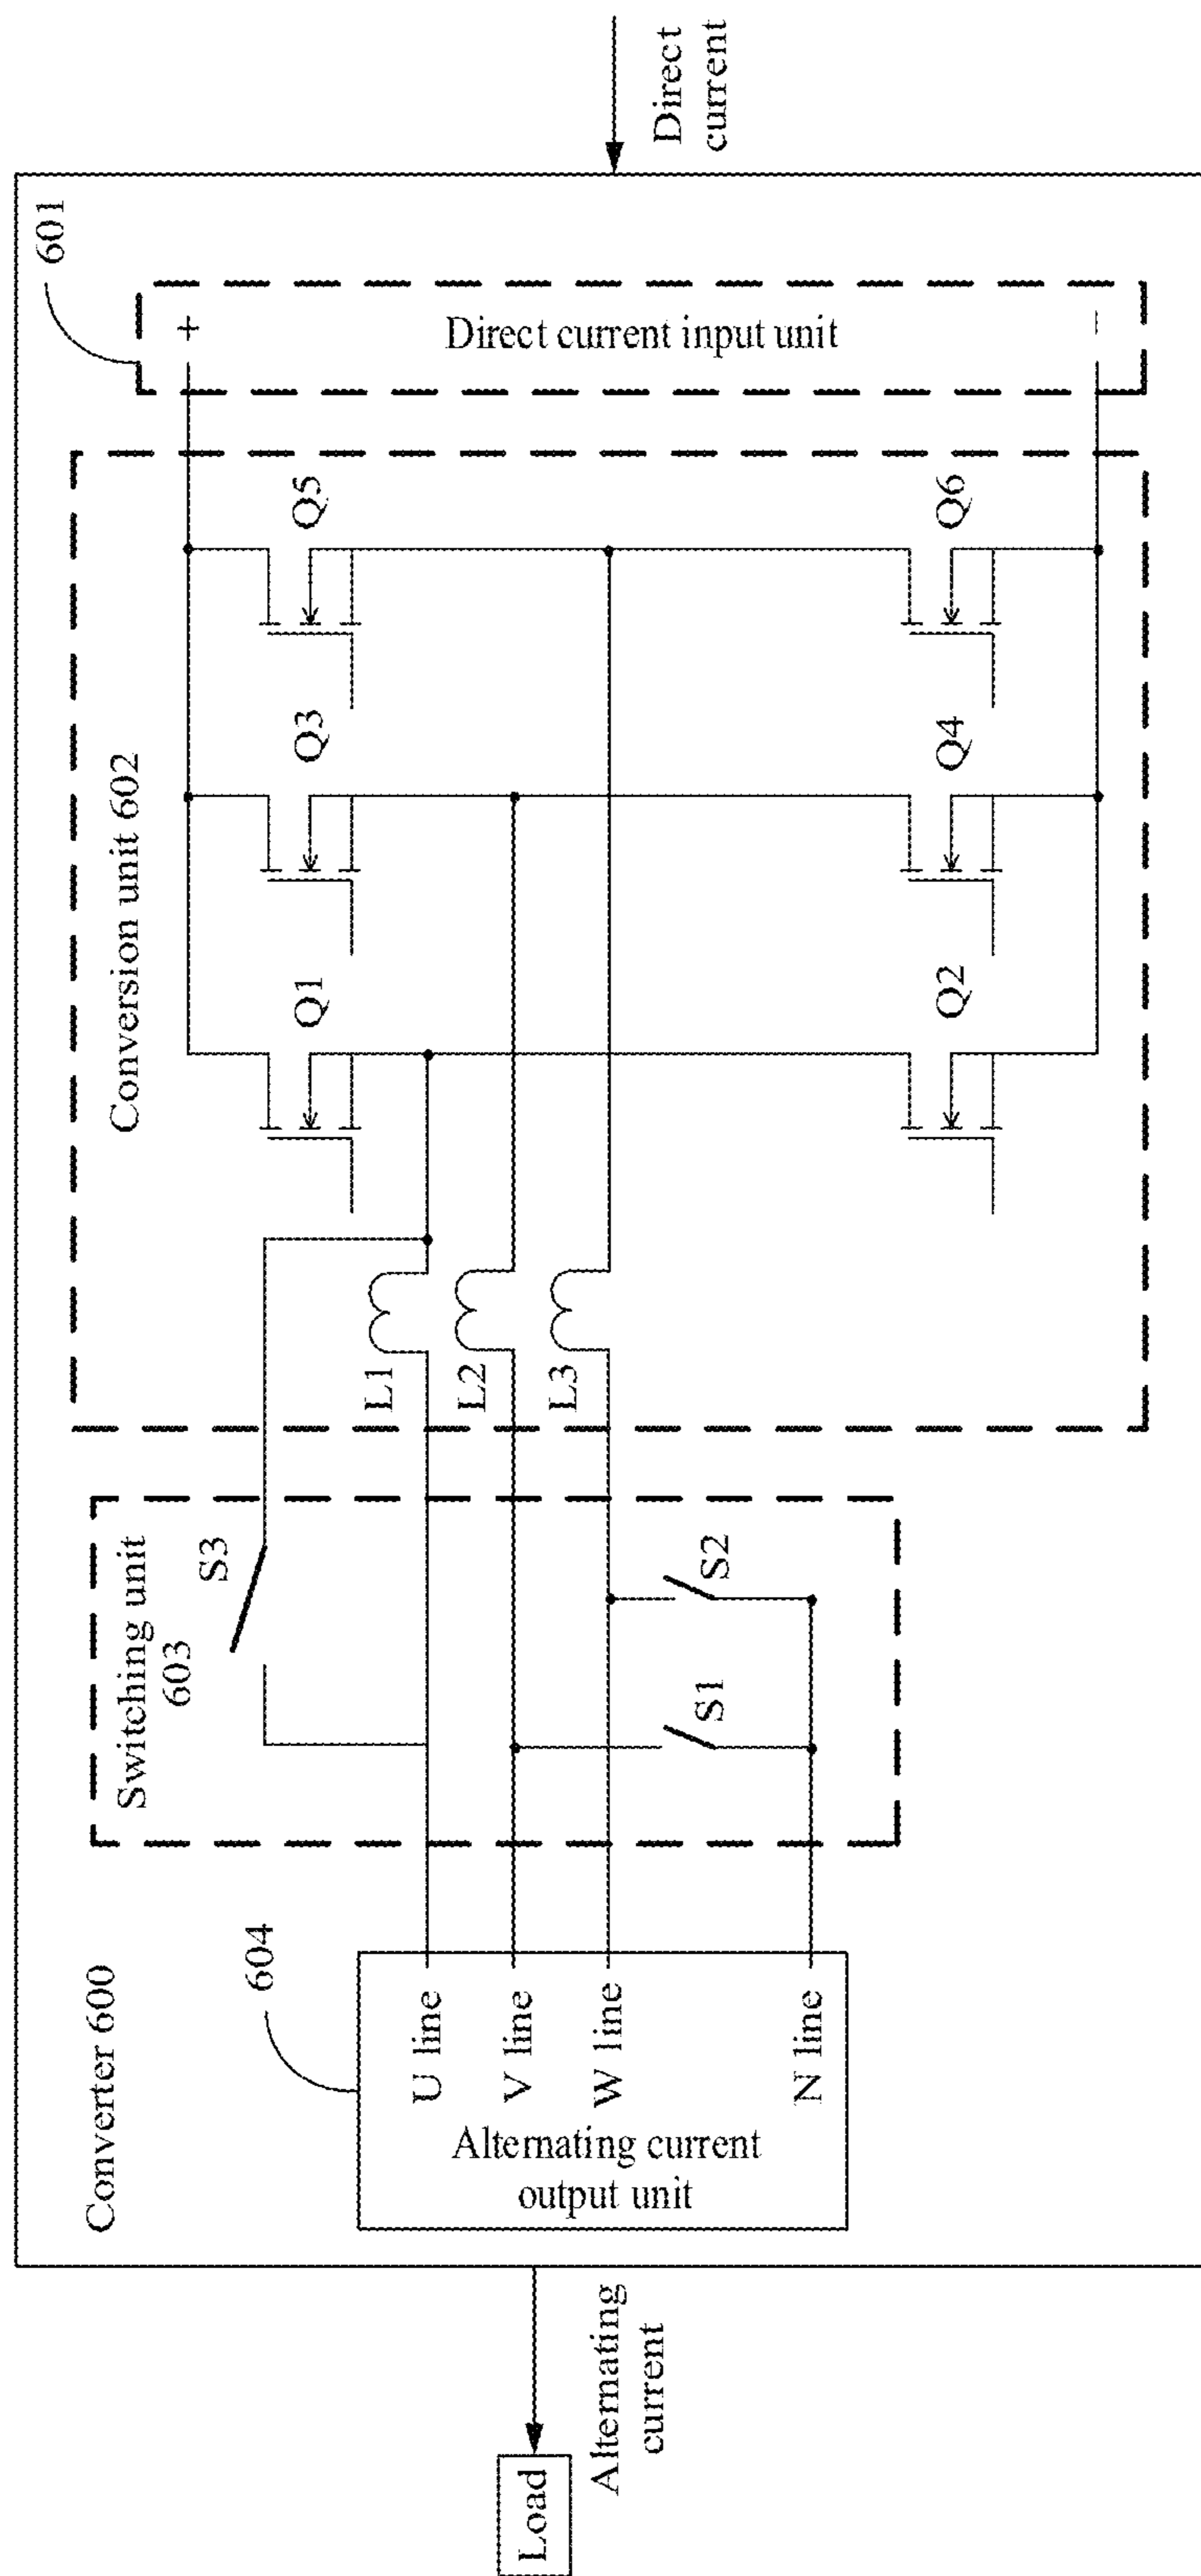 Converter 600
Switching unit
603
Conversion unit 602
601
604
S3
S1
S2
L1
L2
L3
Q1
Q3
Q5
Q2
Q4
Q6
+
Direct current input unit
−
U line
V line
W line
N line
Alternating current
output unit
Load
Alternating
current
Direct
current